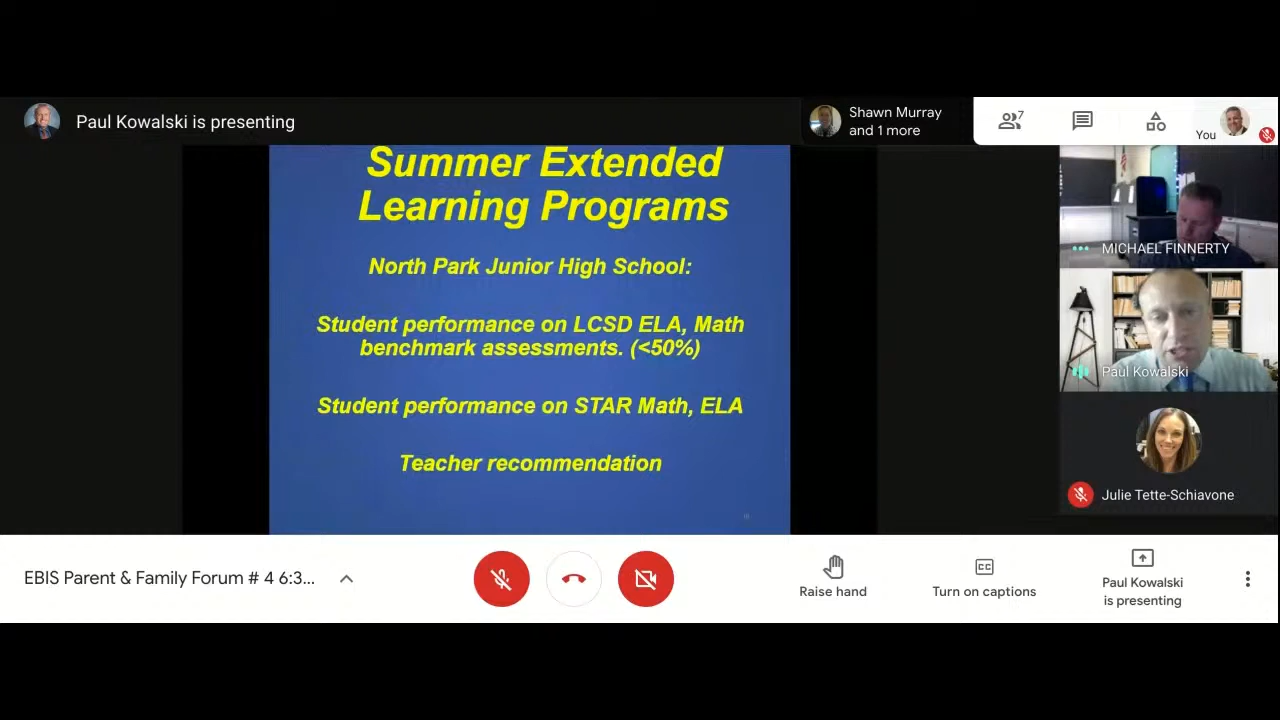 Paul Kowalski is presenting
Shawn Murray
and 1 more
7
You
Summer Extended
Learning Programs
North Park Junior High School:
Student performance on LCSD ELA, Math
benchmark assessments. (<50%)
Student performance on STAR Math, ELA
Teacher recommendation
MICHAEL FINNERTY
Paul Kowalski
Julie Tette-Schiavone
EBIS Parent & Family Forum # 4 6:3...
Raise hand
CC
Turn on captions
Paul Kowalski
is presenting